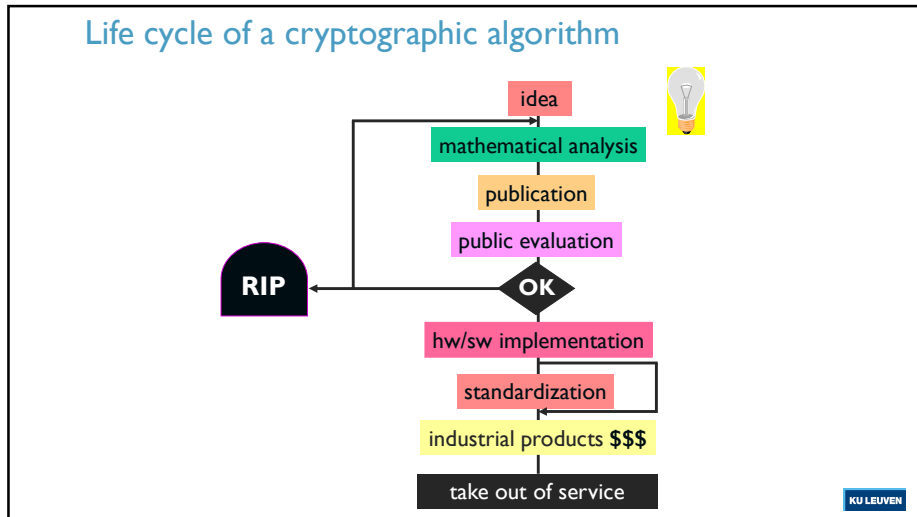 Life cycle of a cryptographic algorithm
idea
mathematical analysis
publication
public evaluation
RIP
OK
hw/sw implementation
standardization
industrial products $$$
take out of service
KU LEUVEN